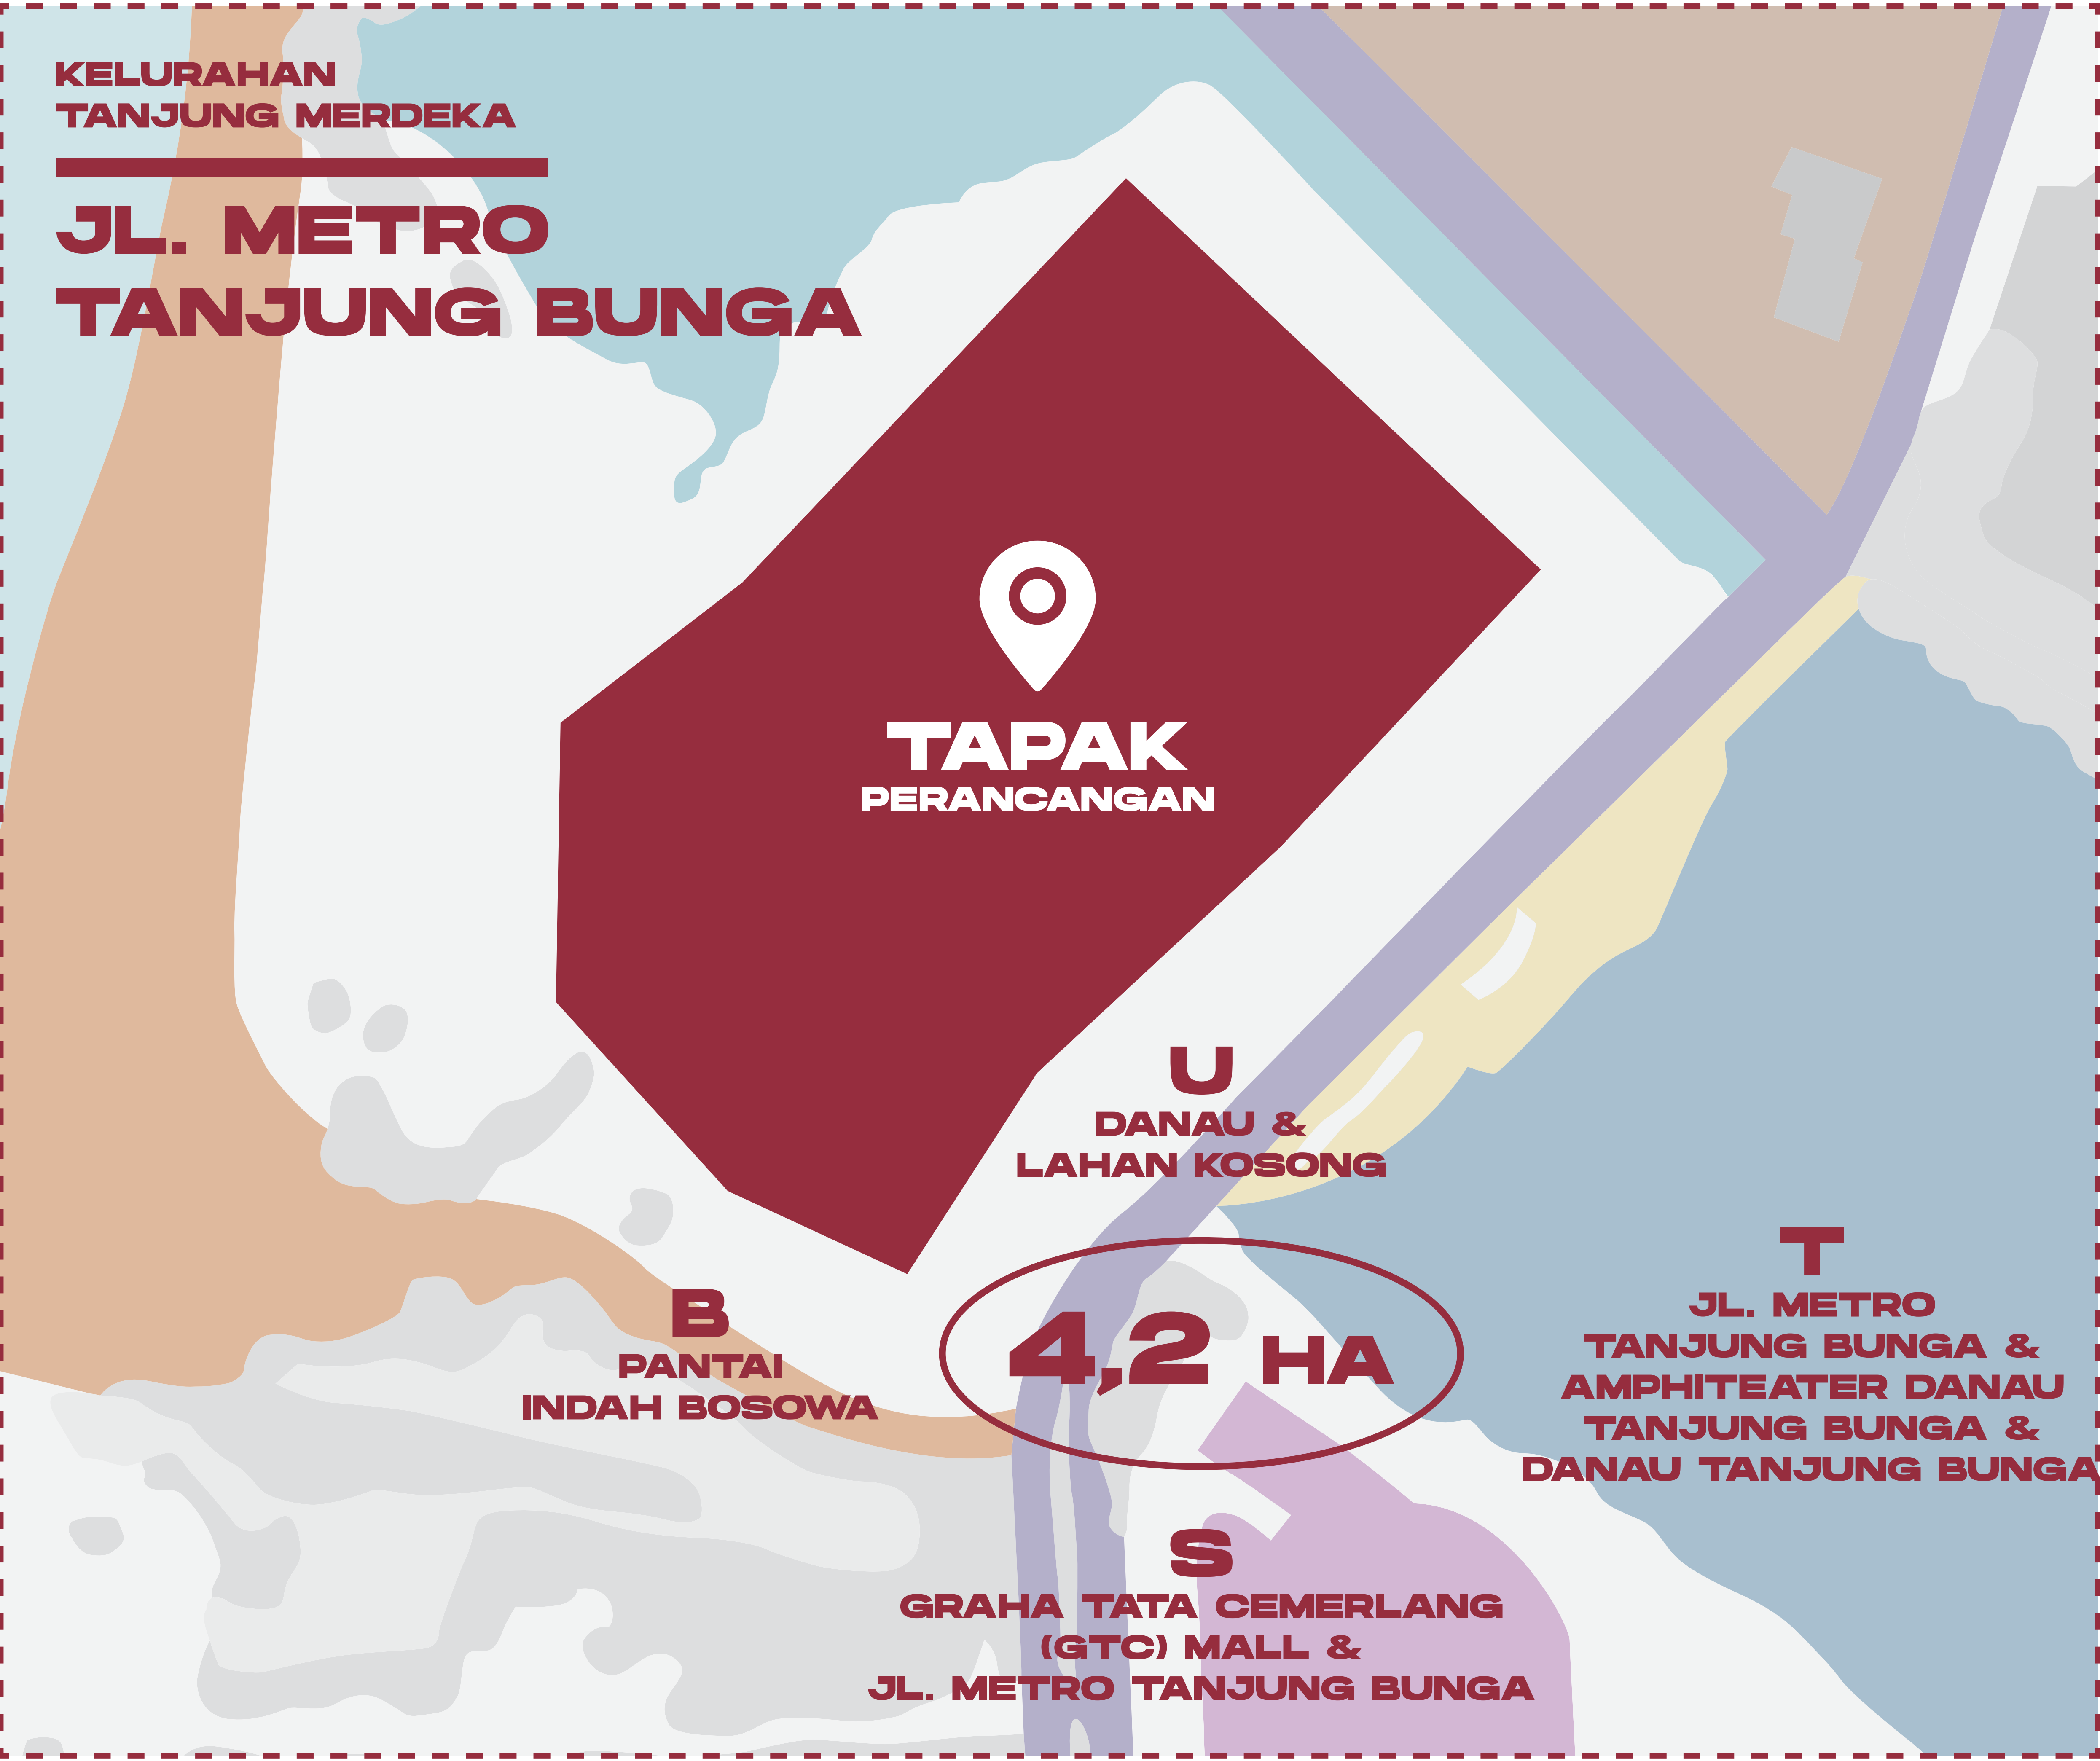 KELURAHAN
TANJUNG MERDEKA
JL. METRO
TANJUNG BUNGA
TAPAK
PERANCANGAN
U
DANAU &
LAHAN KOSONG
B
PANTAI
INDAH BOSOWA
4,2 HA
T
JL. METRO
TANJUNG BUNGA &
AMPHITEATER DANAU
TANJUNG BUNGA &
DANAU TANJUNG BUNGA
S
GRAHA TATA CEMERLANG
(GTC) MALL &
JL. METRO TANJUNG BUNGA